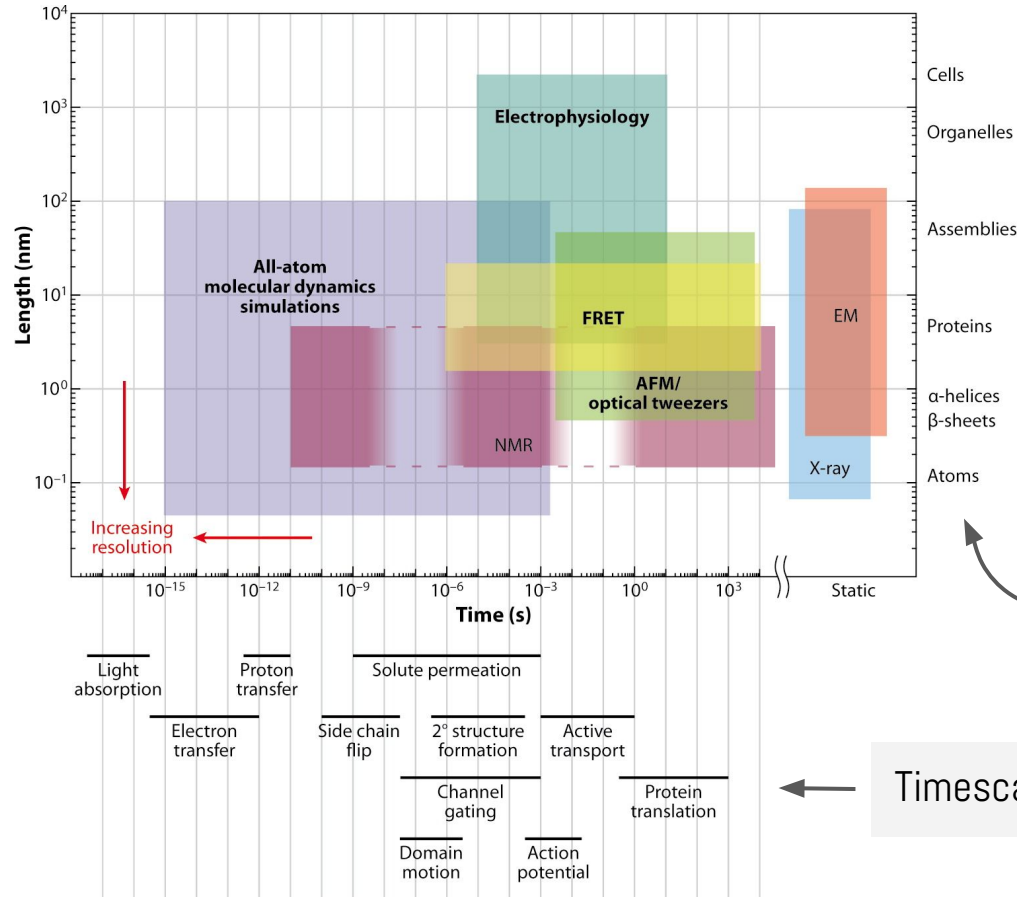 10⁴
10³
10²
10¹
10⁰
10⁻¹
Length (nm)
Electrophysiology
All-atom
molecular dynamics
simulations
FRET
AFM/
optical tweezers
NMR
EM
X-ray
Increasing
resolution
Cells
Organelles
Assemblies
Proteins
α-helices
β-sheets
Atoms
10⁻¹⁵
10⁻¹²
10⁻⁹
10⁻⁶
10⁻³
10⁰
10³
Static
Time (s)
Light
absorption
Proton
transfer
Solute permeation
Electron
transfer
Side chain
flip
2° structure
formation
Active
transport
Channel
gating
Protein
translation
Domain
motion
Action
potential
Timesca